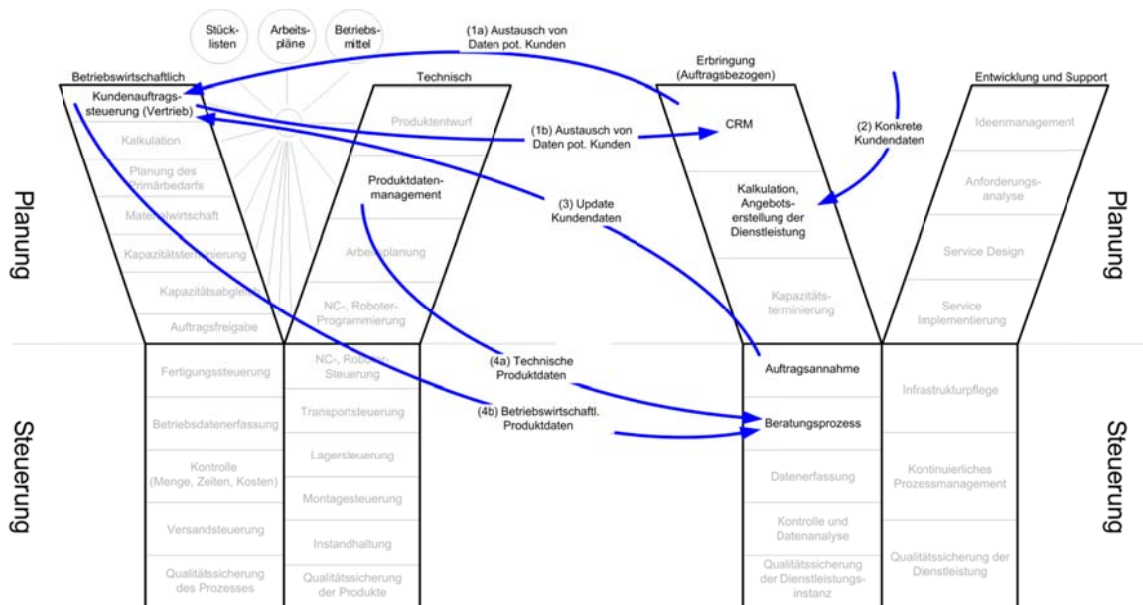 Stück-
listen
Arbeits-
pläne
Betriebs-
mittel
Betriebswirtschaftlich
Technisch
Kundenauftrags-
steuerung (Vertrieb)
Kalkulation
Planung des
Primärbedarfs
Materialwirtschaft
Kapazitätsterminierung
Kapazitätsabgleich
Auftragsfreigabe
Fertigungssteuerung
Betriebsdatenerfassung
Kontrolle
(Menge, Zeiten, Kosten)
Versandsteuerung
Qualitätssicherung
des Prozesses
Produktentwurf
Produktdaten-
management
Arbeitsplanung
NC-, Roboter-
Programmierung
NC-, Roboter-
Steuerung
Transportsteuerung
Lagersteuerung
Montagesteuerung
Instandhaltung
Qualitätssicherung
der Produkte
(1a) Austausch von
Daten pot. Kunden
(1b) Austausch von
Daten pot. Kunden
(3) Update
Kundendaten
(4a) Technische
Produktdaten
(4b) Betriebswirtschaftl.
Produktdaten
Erbringung
(Auftragsbezogen)
Entwicklung und Support
CRM
(2) Konkrete
Kundendaten
Kalkulation,
Angebots-
erstellung der
Dienstleistung
Kapazitäts-
terminierung
Auftragsannahme
Beratungsprozess
Datenerfassung
Kontrolle und
Datenanalyse
Qualitätssicherung
der Dienstleistungs-
instanz
Ideenmanagement
Anforderungs-
analyse
Service Design
Service
Implementierung
Infrastrukturpflege
Kontinuierliches
Prozessmanagement
Qualitätssicherung der
Dienstleistung
Planung
Steuerung
Planung
Steuerung